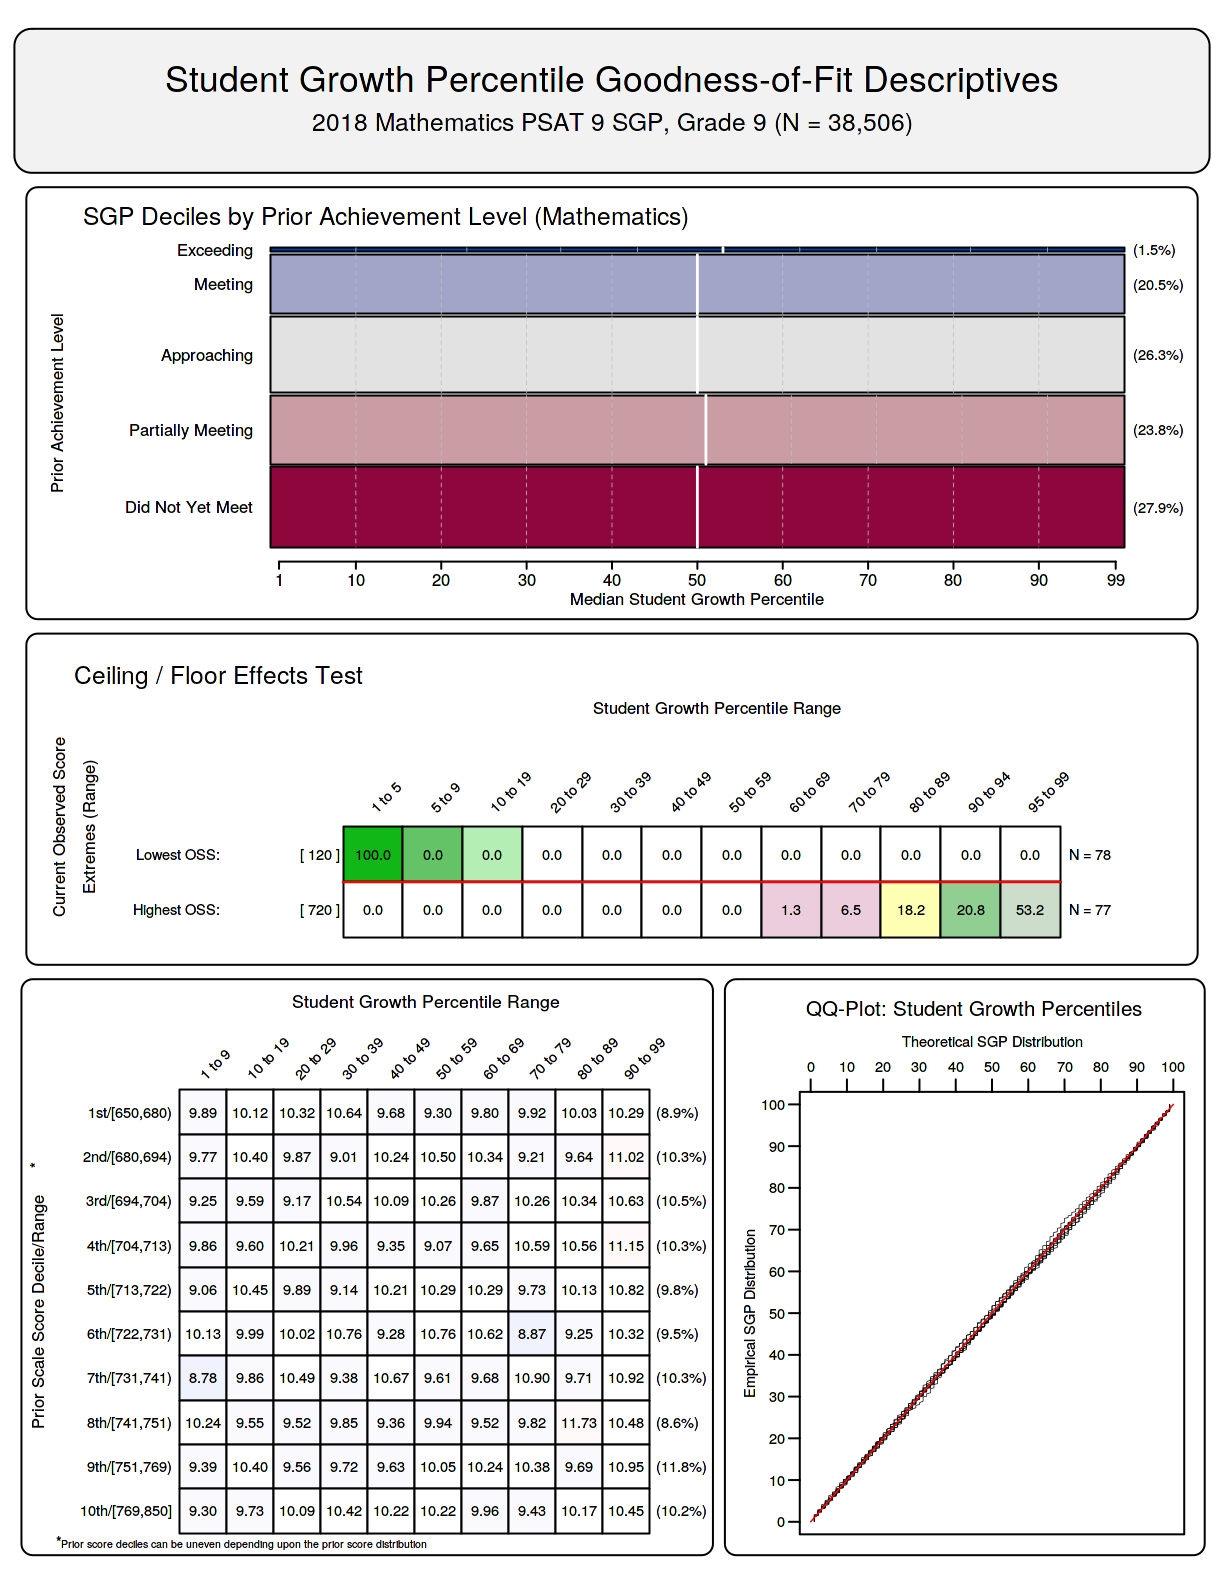 Student Growth Percentile Goodness-of-Fit Descriptives
2018 Mathematics PSAT 9 SGP, Grade 9 (N = 38,506)
SGP Deciles by Prior Achievement Level (Mathematics)
Prior Achievement Level
Exceeding (1.5%)
Meeting (20.5%)
Approaching (26.3%)
Partially Meeting (23.8%)
Did Not Yet Meet (27.9%)
1 10 20 30 40 50 60 70 80 90 99
Median Student Growth Percentile
Ceiling / Floor Effects Test
Student Growth Percentile Range
Current Observed Score
Extremes (Range)
1 to 5 5 to 9 10 to 19 20 to 29 30 to 39 40 to 49 50 to 59 60 to 69 70 to 79 80 to 89 90 to 94 95 to 99
Lowest OSS: [ 120 ] 100.0 0.0 0.0 0.0 0.0 0.0 0.0 0.0 0.0 0.0 0.0 0.0 N = 78
Highest OSS: [ 720 ] 0.0 0.0 0.0 0.0 0.0 0.0 0.0 1.3 6.5 18.2 20.8 53.2 N = 77
Student Growth Percentile Range
Prior Scale Score Decile/Range *
1 to 9 10 to 19 20 to 29 30 to 39 40 to 49 50 to 59 60 to 69 70 to 79 80 to 89 90 to 99
1st/[650,680) 9.89 10.12 10.32 10.64 9.68 9.30 9.80 9.92 10.03 10.29 (8.9%)
2nd/[680,694) 9.77 10.40 9.87 9.01 10.24 10.50 10.34 9.21 9.64 11.02 (10.3%)
3rd/[694,704) 9.25 9.59 9.17 10.54 10.09 10.26 9.87 10.26 10.34 10.63 (10.5%)
4th/[704,713) 9.86 9.60 10.21 9.96 9.35 9.07 9.65 10.59 10.56 11.15 (10.3%)
5th/[713,722) 9.06 10.45 9.89 9.14 10.21 10.29 10.29 9.73 10.13 10.82 (9.8%)
6th/[722,731) 10.13 9.99 10.02 10.76 9.28 10.76 10.62 8.87 9.25 10.32 (9.5%)
7th/[731,741) 8.78 9.86 10.49 9.38 10.67 9.61 9.68 10.90 9.71 10.92 (10.3%)
8th/[741,751) 10.24 9.55 9.52 9.85 9.36 9.94 9.52 9.82 11.73 10.48 (8.6%)
9th/[751,769) 9.39 10.40 9.56 9.72 9.63 10.05 10.24 10.38 9.69 10.95 (11.8%)
10th/[769,850] 9.30 9.73 10.09 10.42 10.22 10.22 9.96 9.43 10.17 10.45 (10.2%)
*Prior score deciles can be uneven depending upon the prior score distribution
QQ-Plot: Student Growth Percentiles
Theoretical SGP Distribution
0 10 20 30 40 50 60 70 80 90 100
Empirical SGP Distribution
100
90
80
70
60
50
40
30
20
10
0